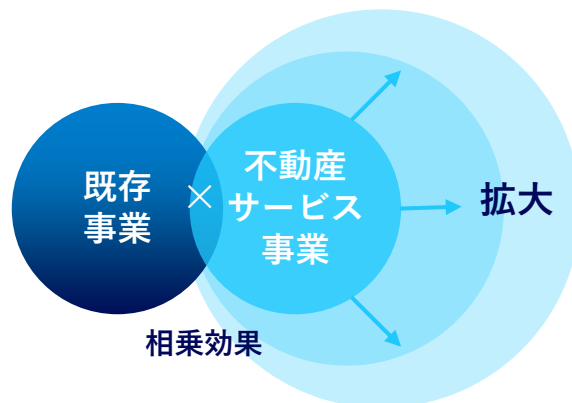 既存
事業
×
不動産
サービス
事業
拡大
相乗効果